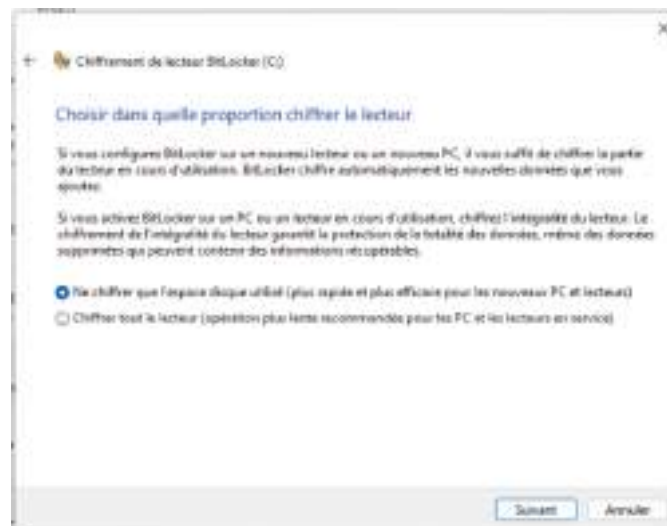 Chiffrement de lecteur BitLocker (C:)
Choisir dans quelle proportion chiffrer le lecteur
Si vous configurez BitLocker sur un nouveau lecteur ou un nouveau PC, il vous suffit de chiffrer la partie
du lecteur en cours d'utilisation. BitLocker chiffre automatiquement les nouvelles données que vous
ajoutez.
Si vous activez BitLocker sur un PC ou un lecteur en cours d'utilisation, chiffrez l'intégralité du lecteur. Le
chiffrement de l'intégralité du lecteur garantit la protection de la totalité des données, même des données
supprimées qui peuvent contenir des informations récupérables.
Ne chiffrer que l'espace disque utilisé (plus rapide et plus efficace pour les nouveaux PC et lecteurs)
Chiffrer tout le lecteur (opération plus lente recommandée pour les PC et les lecteurs en service)
Suivant Annuler